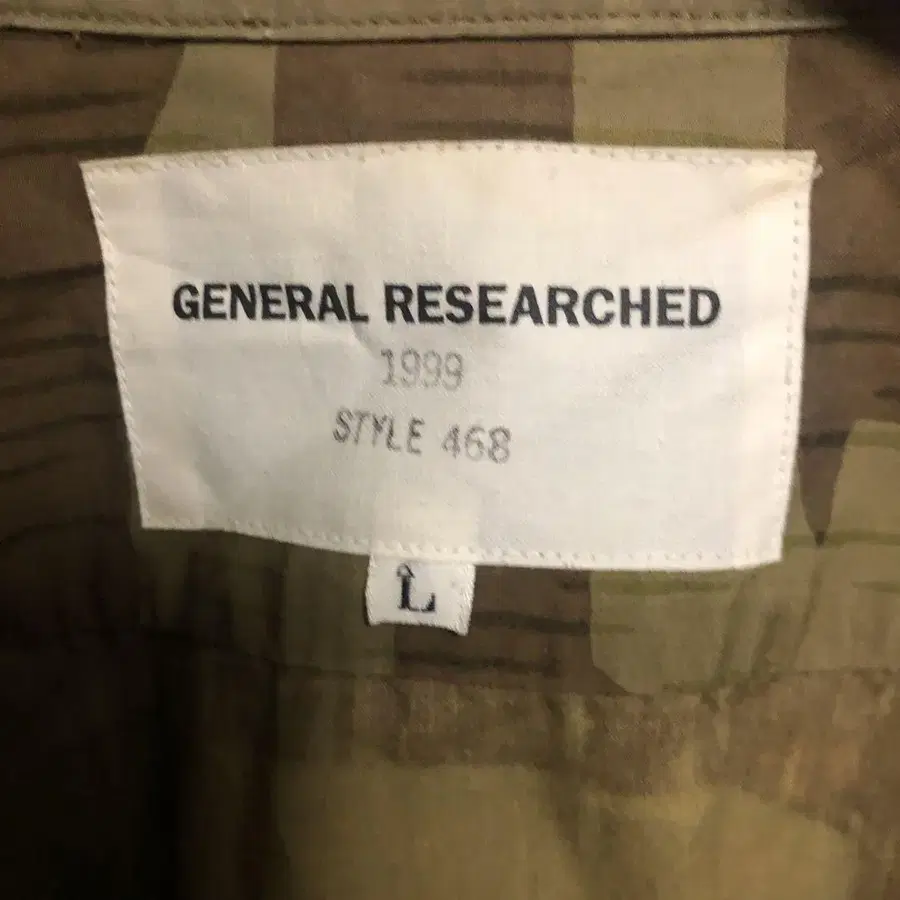 GENERAL RESEARCHED
1999
STYLE 468
L